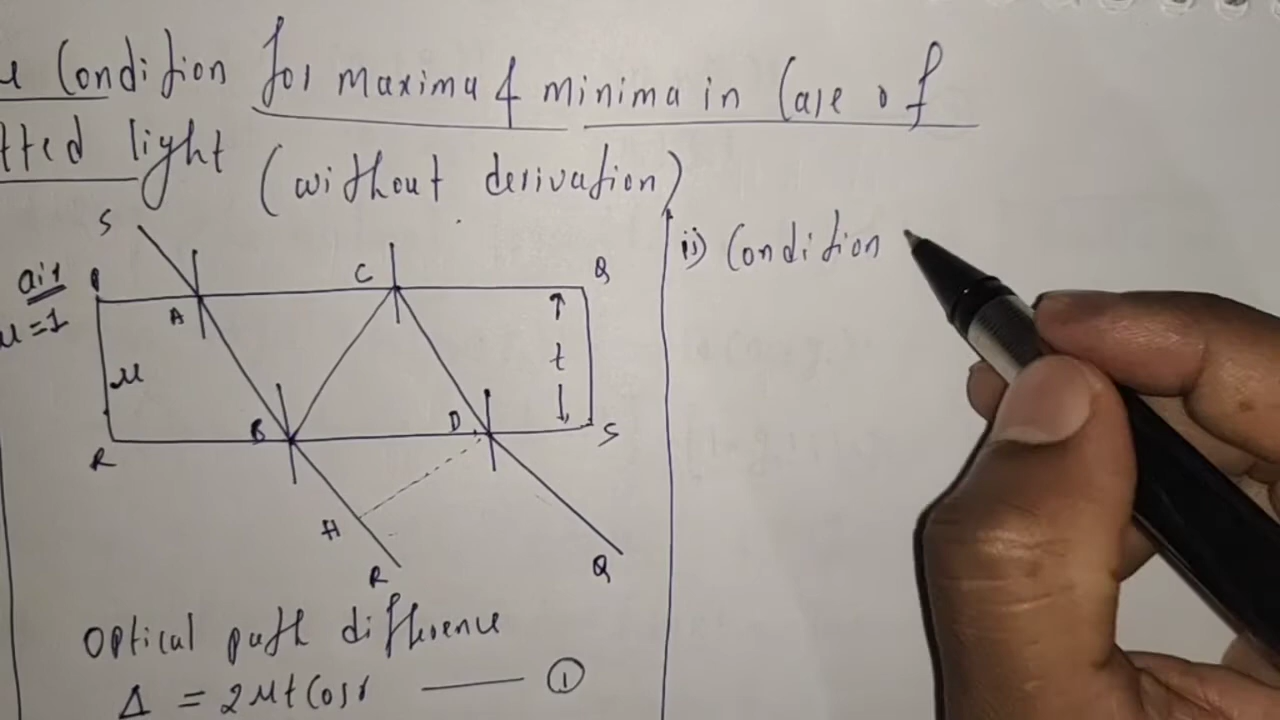 Condition for maxima & minima in Case of
light (without derivation)
S
air
C
Q
ii) Condition
A
μ=1
t
μ
B
D
S
R
H
R
Q
Optical path difference
Δ = 2μt Cos r —— ①